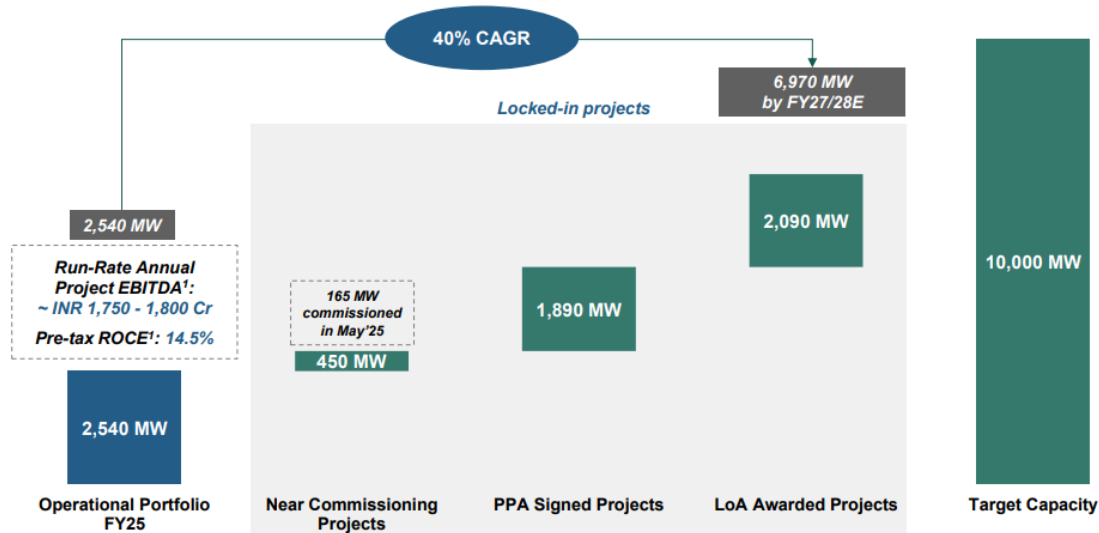 40% CAGR
6,970 MW
by FY27/28E
Locked-in projects
2,540 MW
Run-Rate Annual
Project EBITDA¹:
~ INR 1,750 - 1,800 Cr
Pre-tax ROCE¹: 14.5%
2,540 MW
165 MW
commissioned
in May'25
450 MW
1,890 MW
2,090 MW
10,000 MW
Operational Portfolio
FY25
Near Commissioning
Projects
PPA Signed Projects
LoA Awarded Projects
Target Capacity